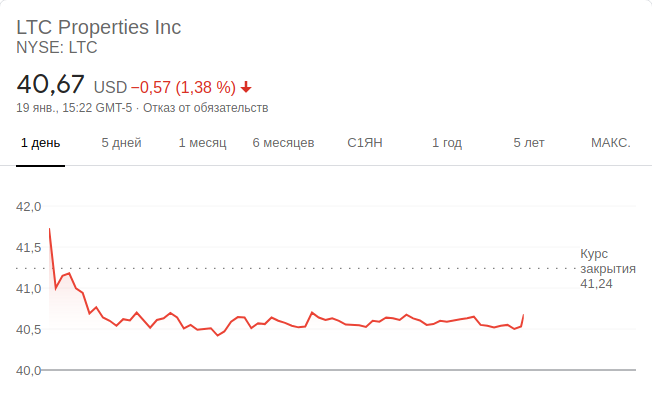 LTC Properties Inc
NYSE: LTC
40,67 USD −0,57 (1,38 %)
19 янв., 15:22 GMT-5 · Отказ от обязательств
1 день 5 дней 1 месяц 6 месяцев С1ЯН 1 год 5 лет МАКС.
42,0
41,5
Курс
закрытия
41,24
41,0
40,5
40,0